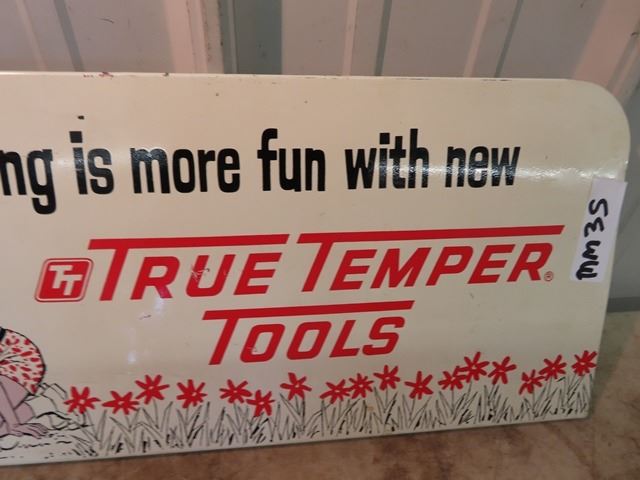 ng is more fun with new
TT TRUE TEMPER®
TOOLS
MM35